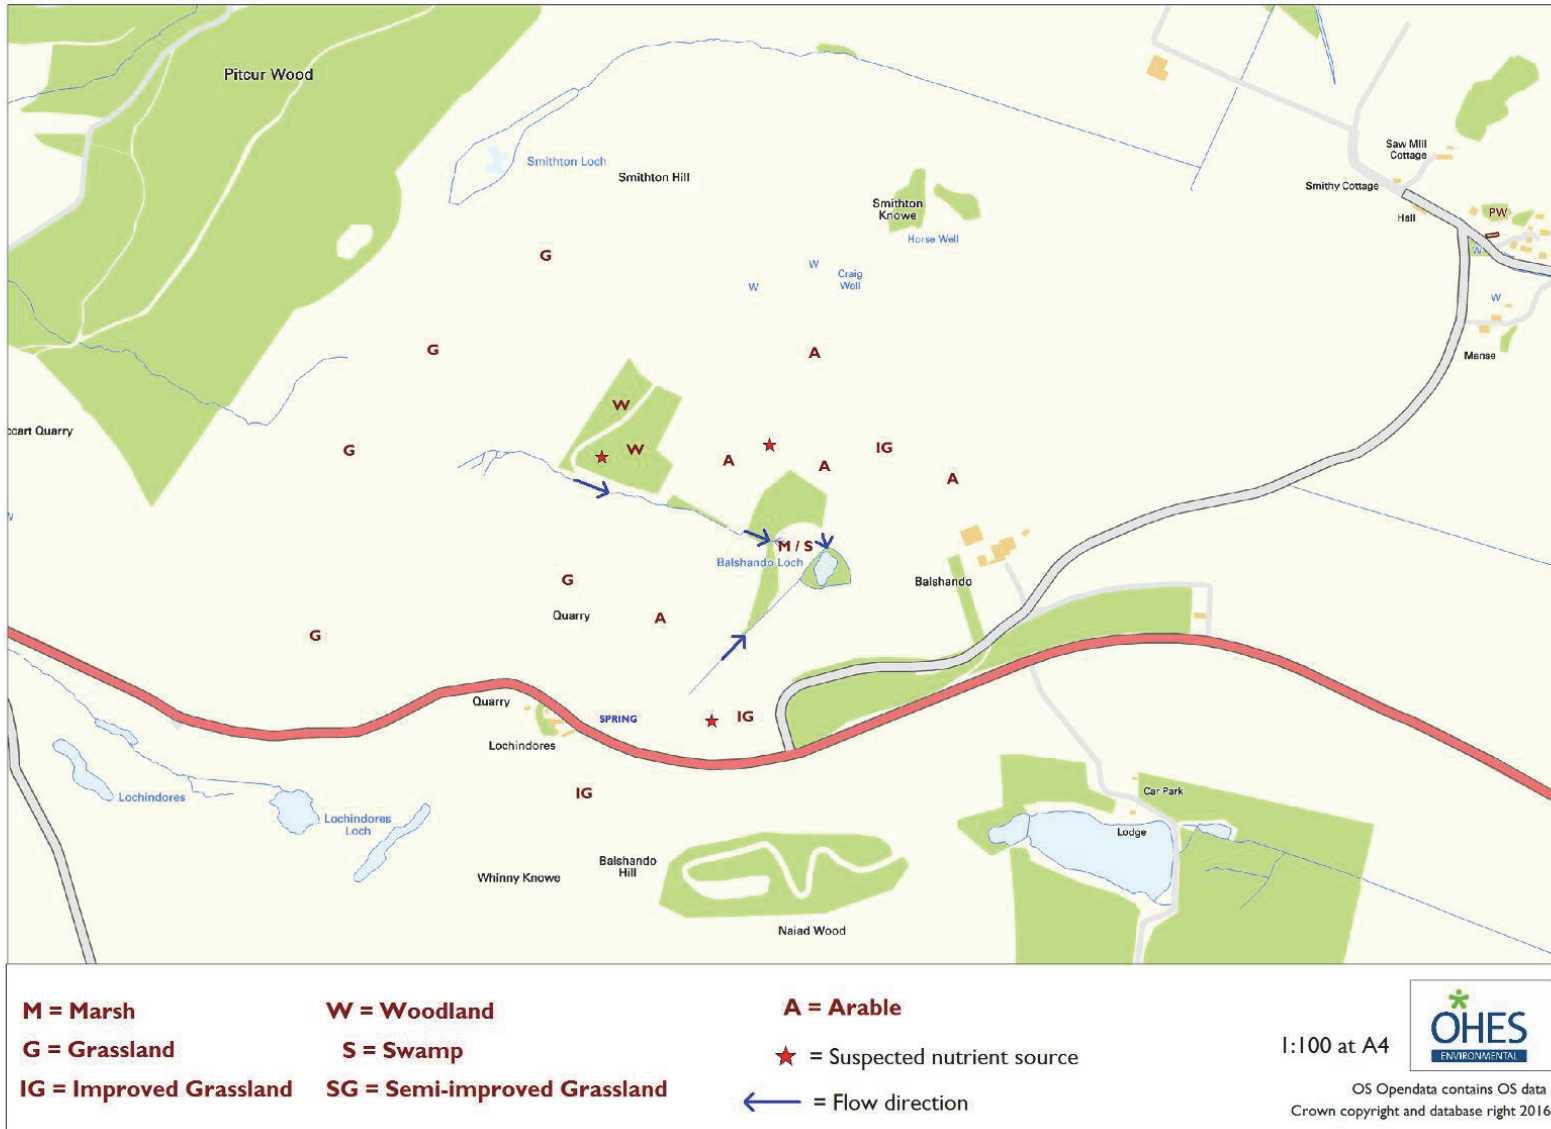 Pitcur Wood
Smithton Loch
Smithton Hill
Smithton
Knowe
Horse Well
Saw Mill
Cottage
Smithy Cottage
Hall
PW
W
W
G
W
W
Craig
Well
G
A
Manse
W
ccart Quarry
G
W
A
A
IG
A
W
M / S
Balshando Loch
G
Balshando
Quarry
A
G
Quarry
SPRING
IG
Lochindores
Lochindores
IG
Car Park
Lochindores
Loch
Lodge
Whinny Knowe
Balshando
Hill
Naiad Wood
M = Marsh
W = Woodland
A = Arable
G = Grassland
S = Swamp
= Suspected nutrient source
IG = Improved Grassland
SG = Semi-improved Grassland
= Flow direction
1:100 at A4
OHES
ENVIRONMENTAL
OS Opendata contains OS data
Crown copyright and database right 2016